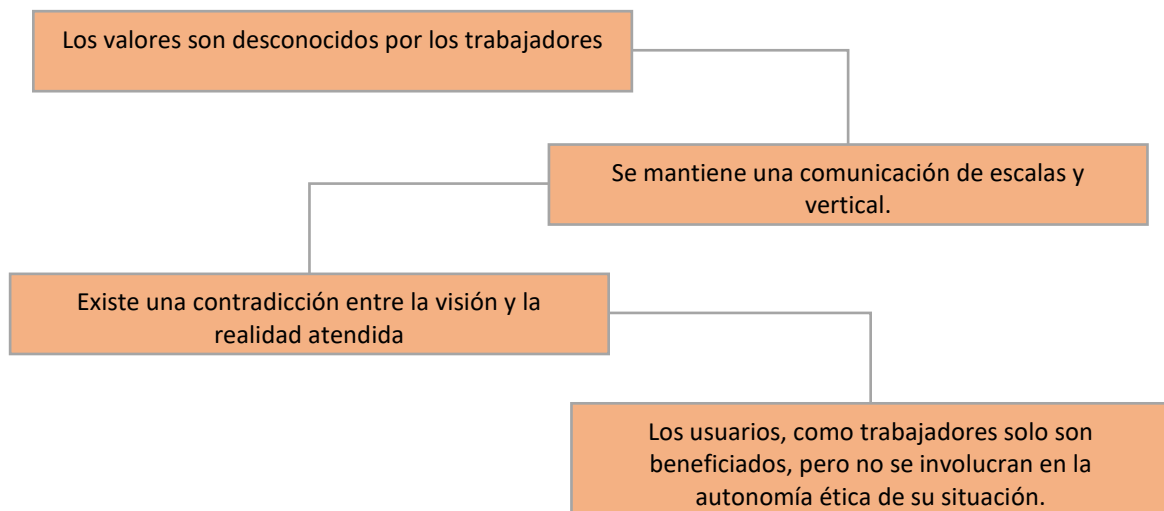 Los valores son desconocidos por los trabajadores
Se mantiene una comunicación de escalas y
vertical.
Existe una contradicción entre la visión y la
realidad atendida
Los usuarios, como trabajadores solo son
beneficiados, pero no se involucran en la
autonomía ética de su situación.